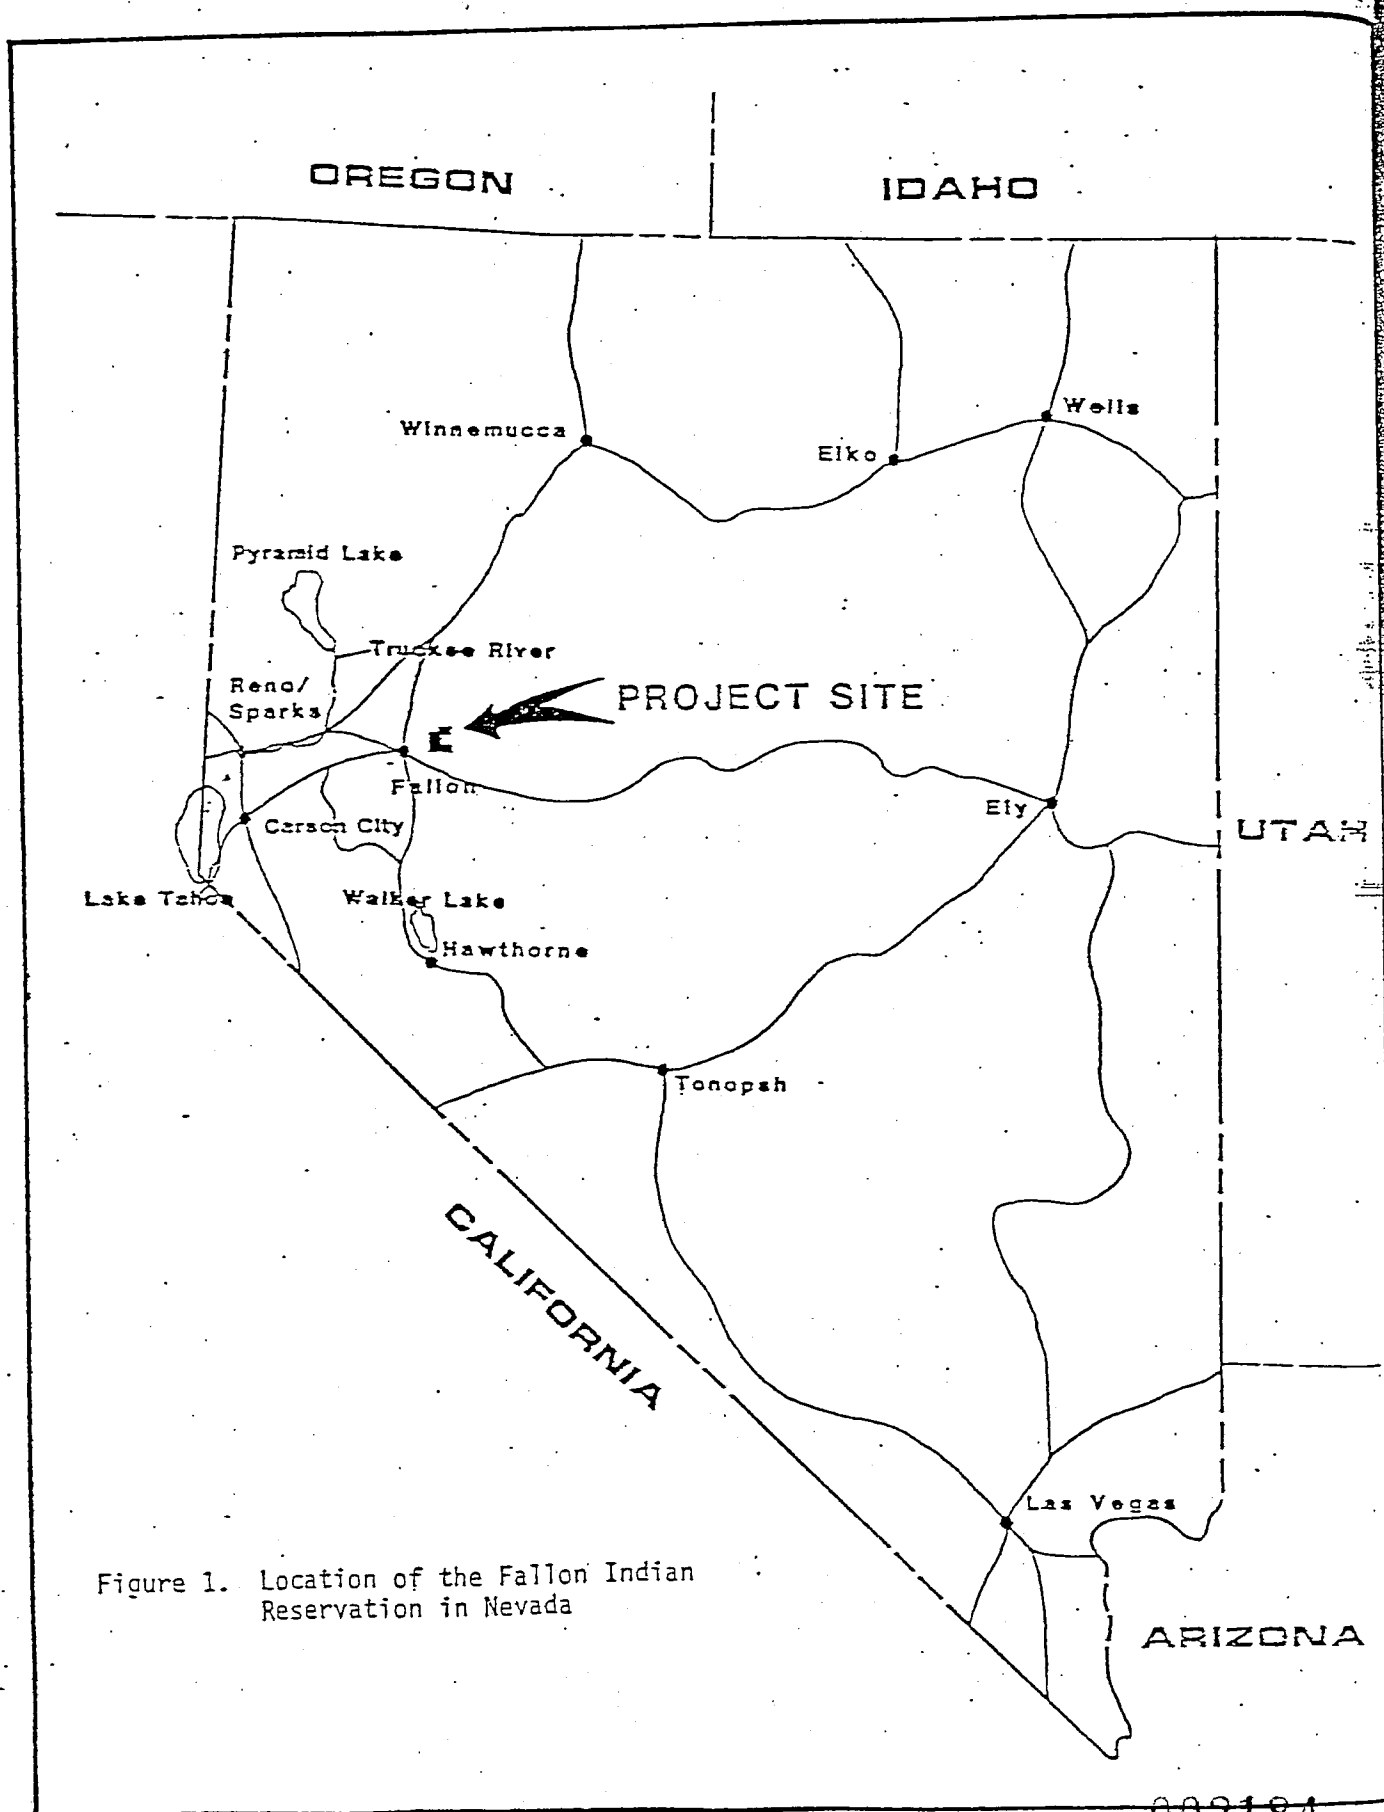 OREGON
IDAHO
Winnemucca
Wells
Elko
Pyramid Lake
Truckee River
Reno/
Sparks
PROJECT SITE
Fallon
Ely
UTAH
Carson City
Lake Tahoe
Walker Lake
Hawthorne
Tonopah
CALIFORNIA
Las Vegas
Figure 1. Location of the Fallon Indian
Reservation in Nevada
ARIZONA